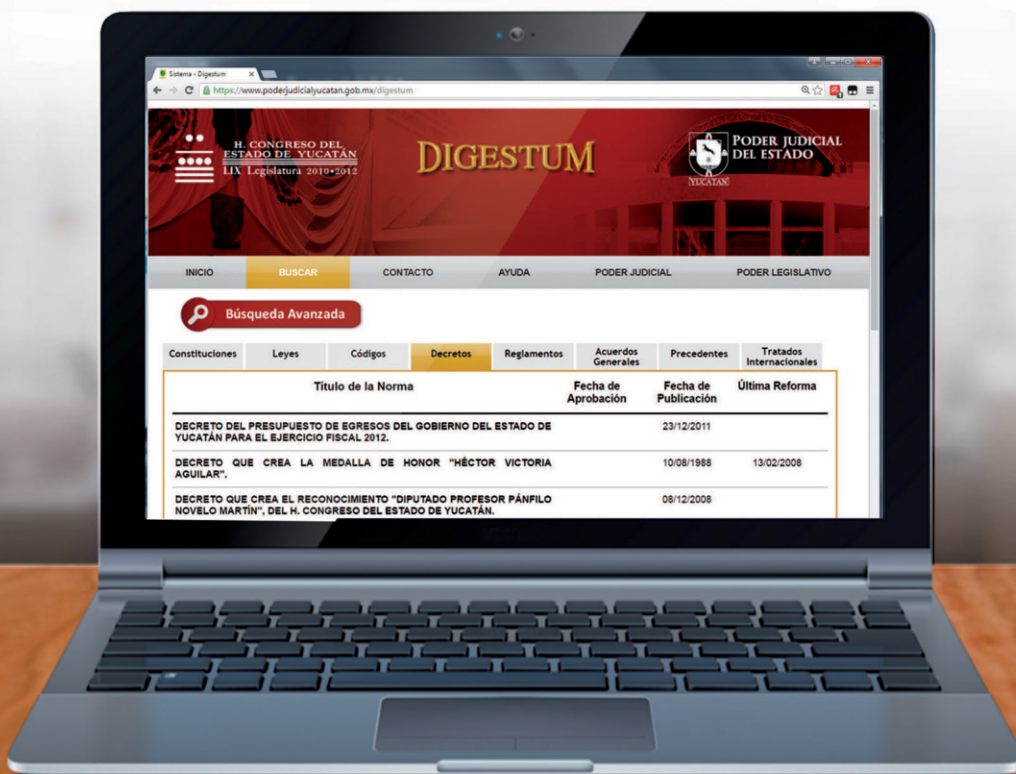 Sistema - Digestum
https://www.poderjudicialyucatan.gob.mx/digestum
H. CONGRESO DEL
ESTADO DE YUCATÁN
LIX Legislatura 2010•2012
DIGESTUM
PODER JUDICIAL
DEL ESTADO
YUCATAN
INICIO
BUSCAR
CONTACTO
AYUDA
PODER JUDICIAL
PODER LEGISLATIVO
Búsqueda Avanzada
Constituciones
Leyes
Códigos
Decretos
Reglamentos
Acuerdos
Generales
Precedentes
Tratados
Internacionales
Título de la Norma
Fecha de
Aprobación
Fecha de
Publicación
Última Reforma
DECRETO DEL PRESUPUESTO DE EGRESOS DEL GOBIERNO DEL ESTADO DE
YUCATÁN PARA EL EJERCICIO FISCAL 2012.
23/12/2011
DECRETO QUE CREA LA MEDALLA DE HONOR "HÉCTOR VICTORIA
AGUILAR".
10/08/1988
13/02/2008
DECRETO QUE CREA EL RECONOCIMIENTO "DIPUTADO PROFESOR PÁNFILO
NOVELO MARTÍN", DEL H. CONGRESO DEL ESTADO DE YUCATÁN.
08/12/2008